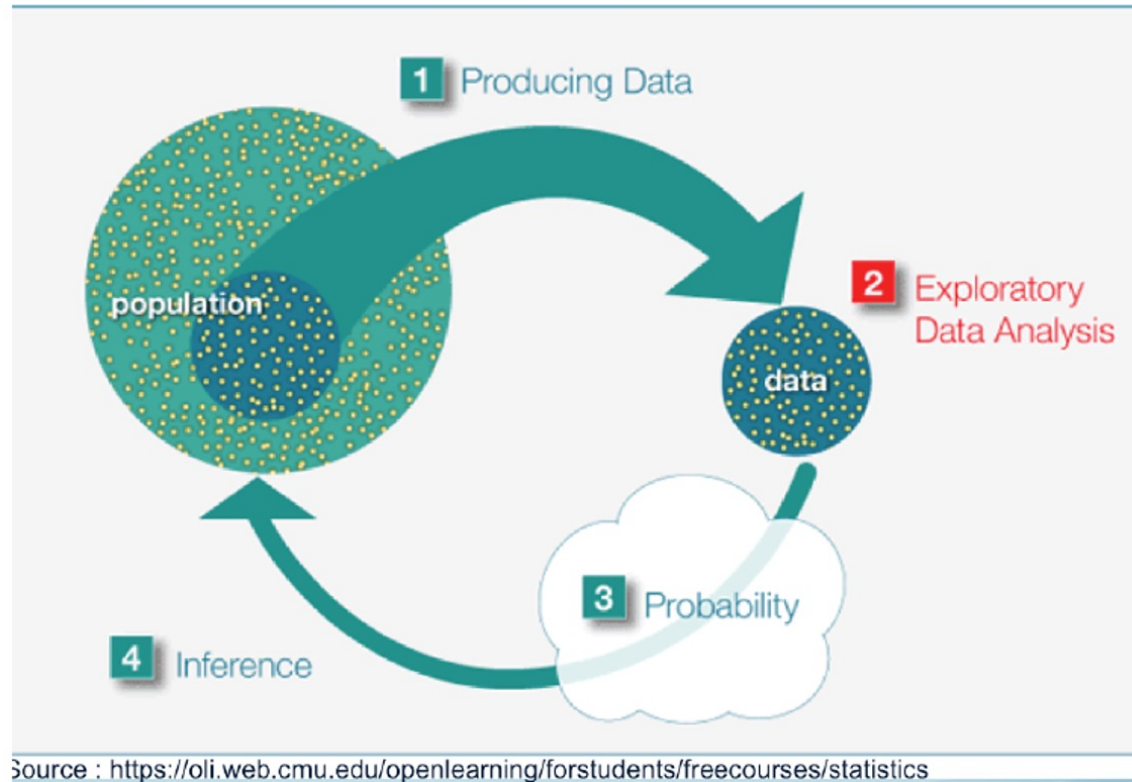 1 Producing Data
population
2 Exploratory
Data Analysis
data
3 Probability
4 Inference
Source : https://oli.web.cmu.edu/openlearning/forstudents/freecourses/statistics